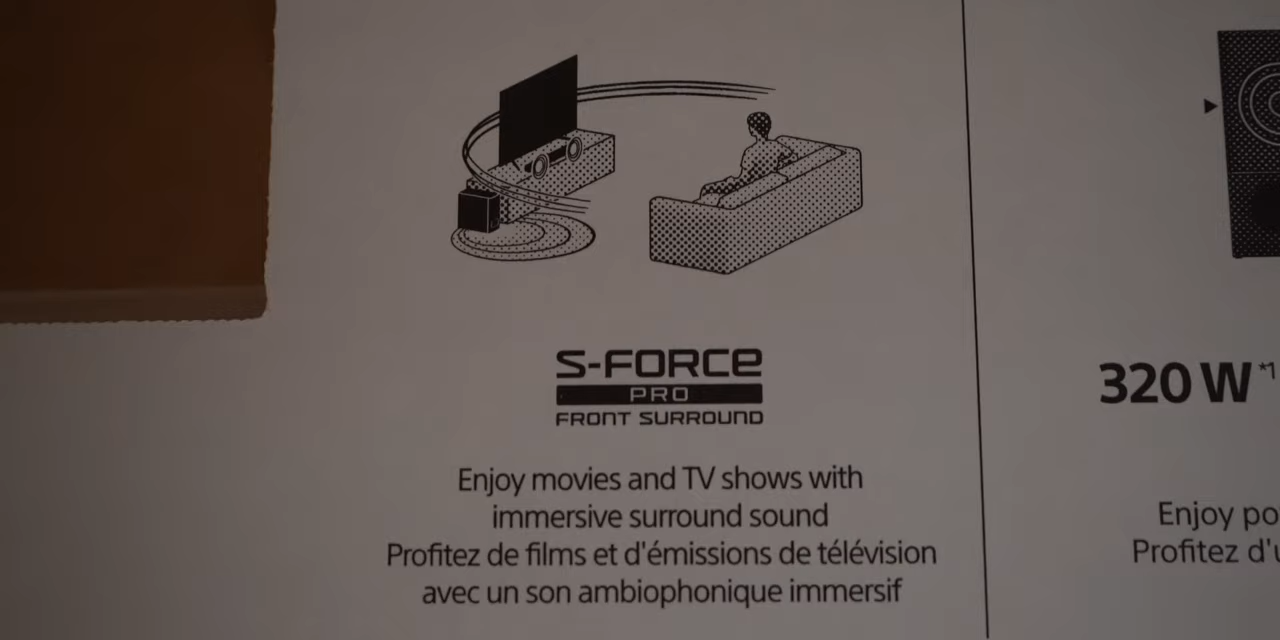 S-FORCE
PRO
FRONT SURROUND
Enjoy movies and TV shows with
immersive surround sound
Profitez de films et d'émissions de télévision
avec un son ambiophonique immersif
320 W*1
Enjoy
Profitez